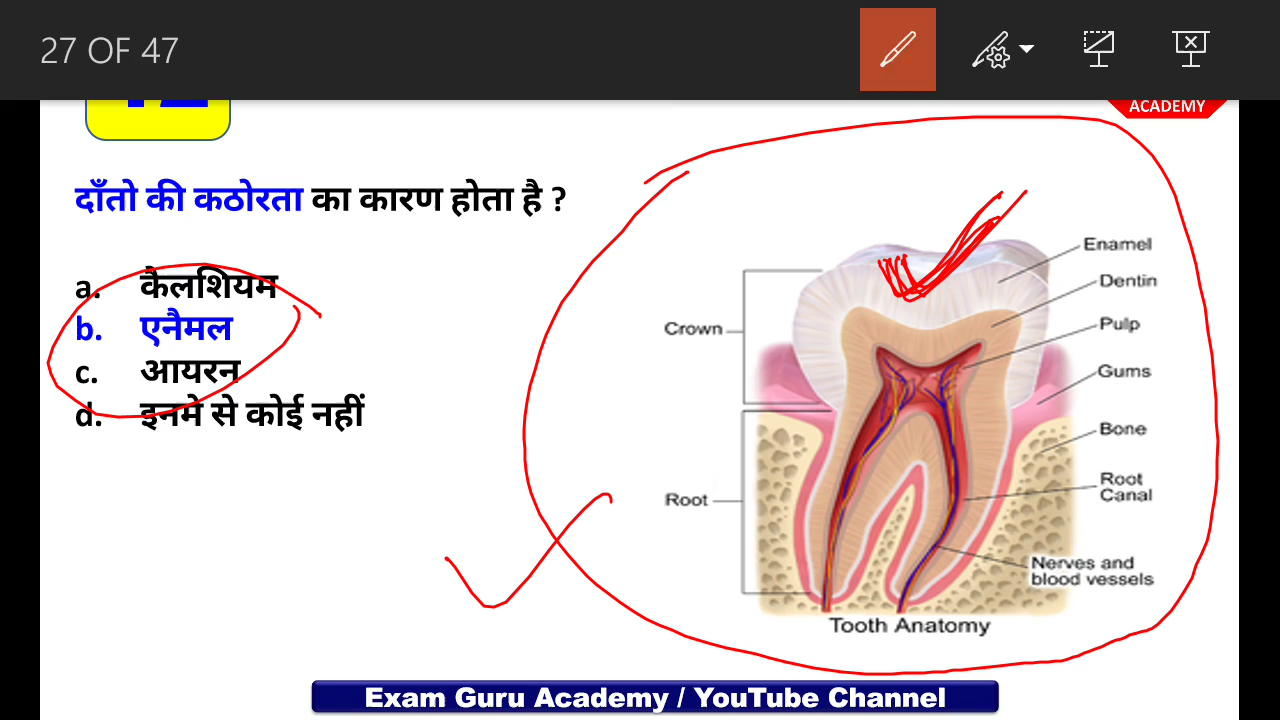 27 OF 47
ACADEMY
दाँतो की कठोरता का कारण होता है ?
a. कैलशियम
b. एनैमल
c. आयरन
d. इनमे से कोई नहीं
Enamel
Dentin
Pulp
Gums
Bone
Root
Canal
Nerves and
blood vessels
Crown
Root
Tooth Anatomy
Exam Guru Academy / YouTube Channel